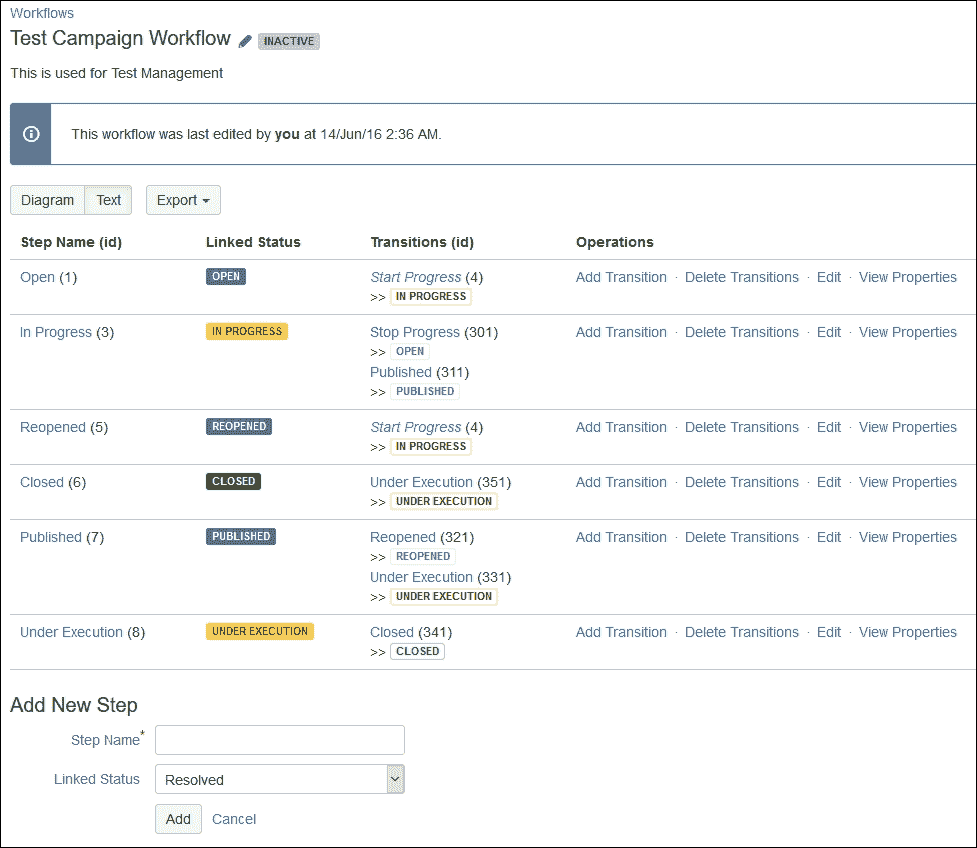 Workflows
Test Campaign Workflow INACTIVE
This is used for Test Management
This workflow was last edited by you at 14/Jun/16 2:36 AM.
Diagram Text Export
Step Name (id) Linked Status Transitions (id) Operations
Open (1) OPEN Start Progress (4) Add Transition · Delete Transitions · Edit · View Properties
>> IN PROGRESS
In Progress (3) IN PROGRESS Stop Progress (301) Add Transition · Delete Transitions · Edit · View Properties
>> OPEN
Published (311)
>> PUBLISHED
Reopened (5) REOPENED Start Progress (4) Add Transition · Delete Transitions · Edit · View Properties
>> IN PROGRESS
Closed (6) CLOSED Under Execution (351) Add Transition · Delete Transitions · Edit · View Properties
>> UNDER EXECUTION
Published (7) PUBLISHED Reopened (321) Add Transition · Delete Transitions · Edit · View Properties
>> REOPENED
Under Execution (331)
>> UNDER EXECUTION
Under Execution (8) UNDER EXECUTION Closed (341) Add Transition · Delete Transitions · Edit · View Properties
>> CLOSED
Add New Step
Step Name*
Linked Status Resolved
Add Cancel